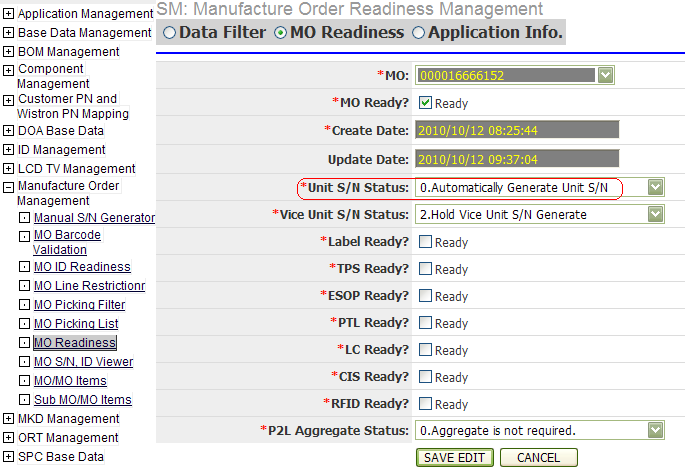 Application Management
Base Data Management
BOM Management
Component
Management
Customer PN and
Wistron PN Mapping
DOA Base Data
ID Management
LCD TV Management
Manufacture Order
Management
Manual S/N Generator
MO Barcode
Validation
MO ID Readiness
MO Line Restrictionr
MO Picking Filter
MO Picking List
MO Readiness
MO S/N, ID Viewer
MO/MO Items
Sub MO/MO Items
MKD Management
ORT Management
SPC Base Data
SM: Manufacture Order Readiness Management
Data Filter MO Readiness Application Info.
*MO: 000016666152
*MO Ready? Ready
*Create Date: 2010/10/12 08:25:44
Update Date: 2010/10/12 09:37:04
*Unit S/N Status: 0.Automatically Generate Unit S/N
*Vice Unit S/N Status: 2.Hold Vice Unit S/N Generate
*Label Ready? Ready
*TPS Ready? Ready
*ESOP Ready? Ready
*PTL Ready? Ready
*LC Ready? Ready
*CIS Ready? Ready
*RFID Ready? Ready
*P2L Aggregate Status: 0.Aggregate is not required.
SAVE EDIT CANCEL